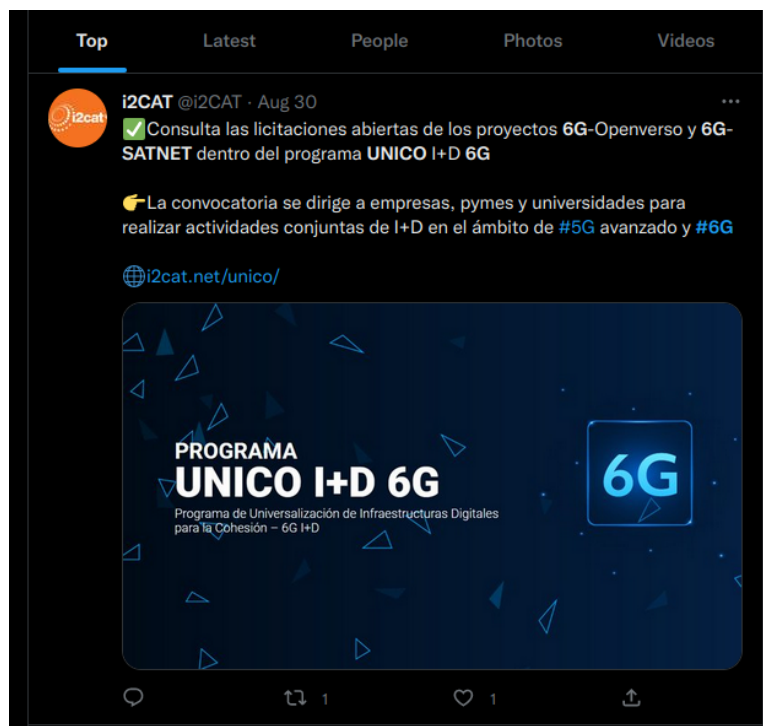 Top Latest People Photos Videos
i2cat
i2CAT @i2CAT · Aug 30
✅Consulta las licitaciones abiertas de los proyectos 6G-Openverso y 6G-
SATNET dentro del programa UNICO I+D 6G
👉La convocatoria se dirige a empresas, pymes y universidades para
realizar actividades conjuntas de I+D en el ámbito de #5G avanzado y #6G
🌐i2cat.net/unico/
PROGRAMA
UNICO I+D 6G
Programa de Universalización de Infraestructuras Digitales
para la Cohesión – 6G I+D
6G
1 1